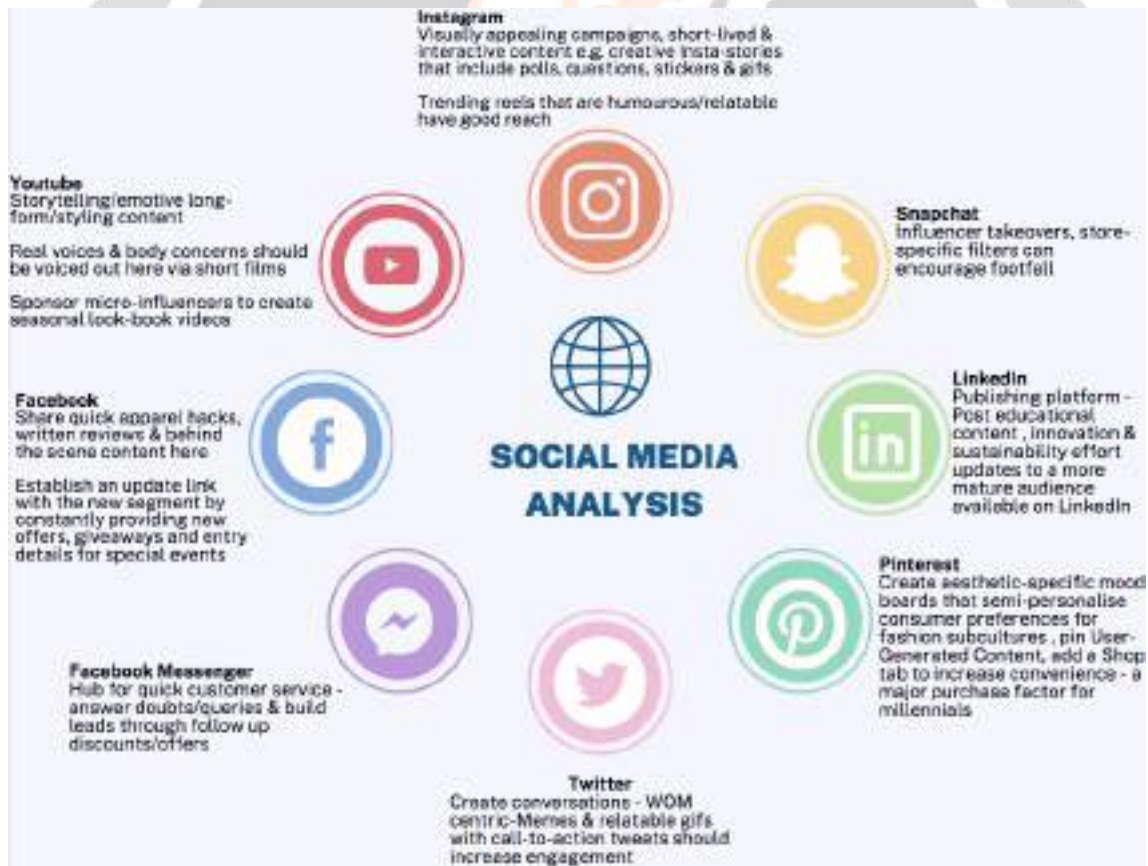 Instagram
Visually appealing campaigns, short-lived &
interactive content e.g. creative insta-stories
that include polls, questions, stickers & gifs
Trending reels that are humourous/relatable
have good reach
Youtube
Storytelling/emotive long-
form/styling content
Real voices & body concerns should
be voiced out here via short films
Sponsor micro-influencers to create
seasonal look-book videos
Snapchat
Influencer takeovers, store-
specific filters can
encourage footfall
Facebook
Share quick apparel hacks,
written reviews & behind
the scene content here
Establish an update link
with the new segment by
constantly providing new
offers, giveaways and entry
details for special events
SOCIAL MEDIA
ANALYSIS
LinkedIn
Publishing platform -
Post educational
content , innovation &
sustainability effort
updates to a more
mature audience
available on LinkedIn
Facebook Messenger
Hub for quick customer service -
answer doubts/queries & build
leads through follow up
discounts/offers
Pinterest
Create aesthetic-specific mood
boards that semi-personalise
consumer preferences for
fashion subcultures , pin User-
Generated Content, add a Shop
tab to increase convenience - a
major purchase factor for
millennials
Twitter
Create conversations - WOM
centric-Memes & relatable gifs
with call-to-action tweets should
increase engagement